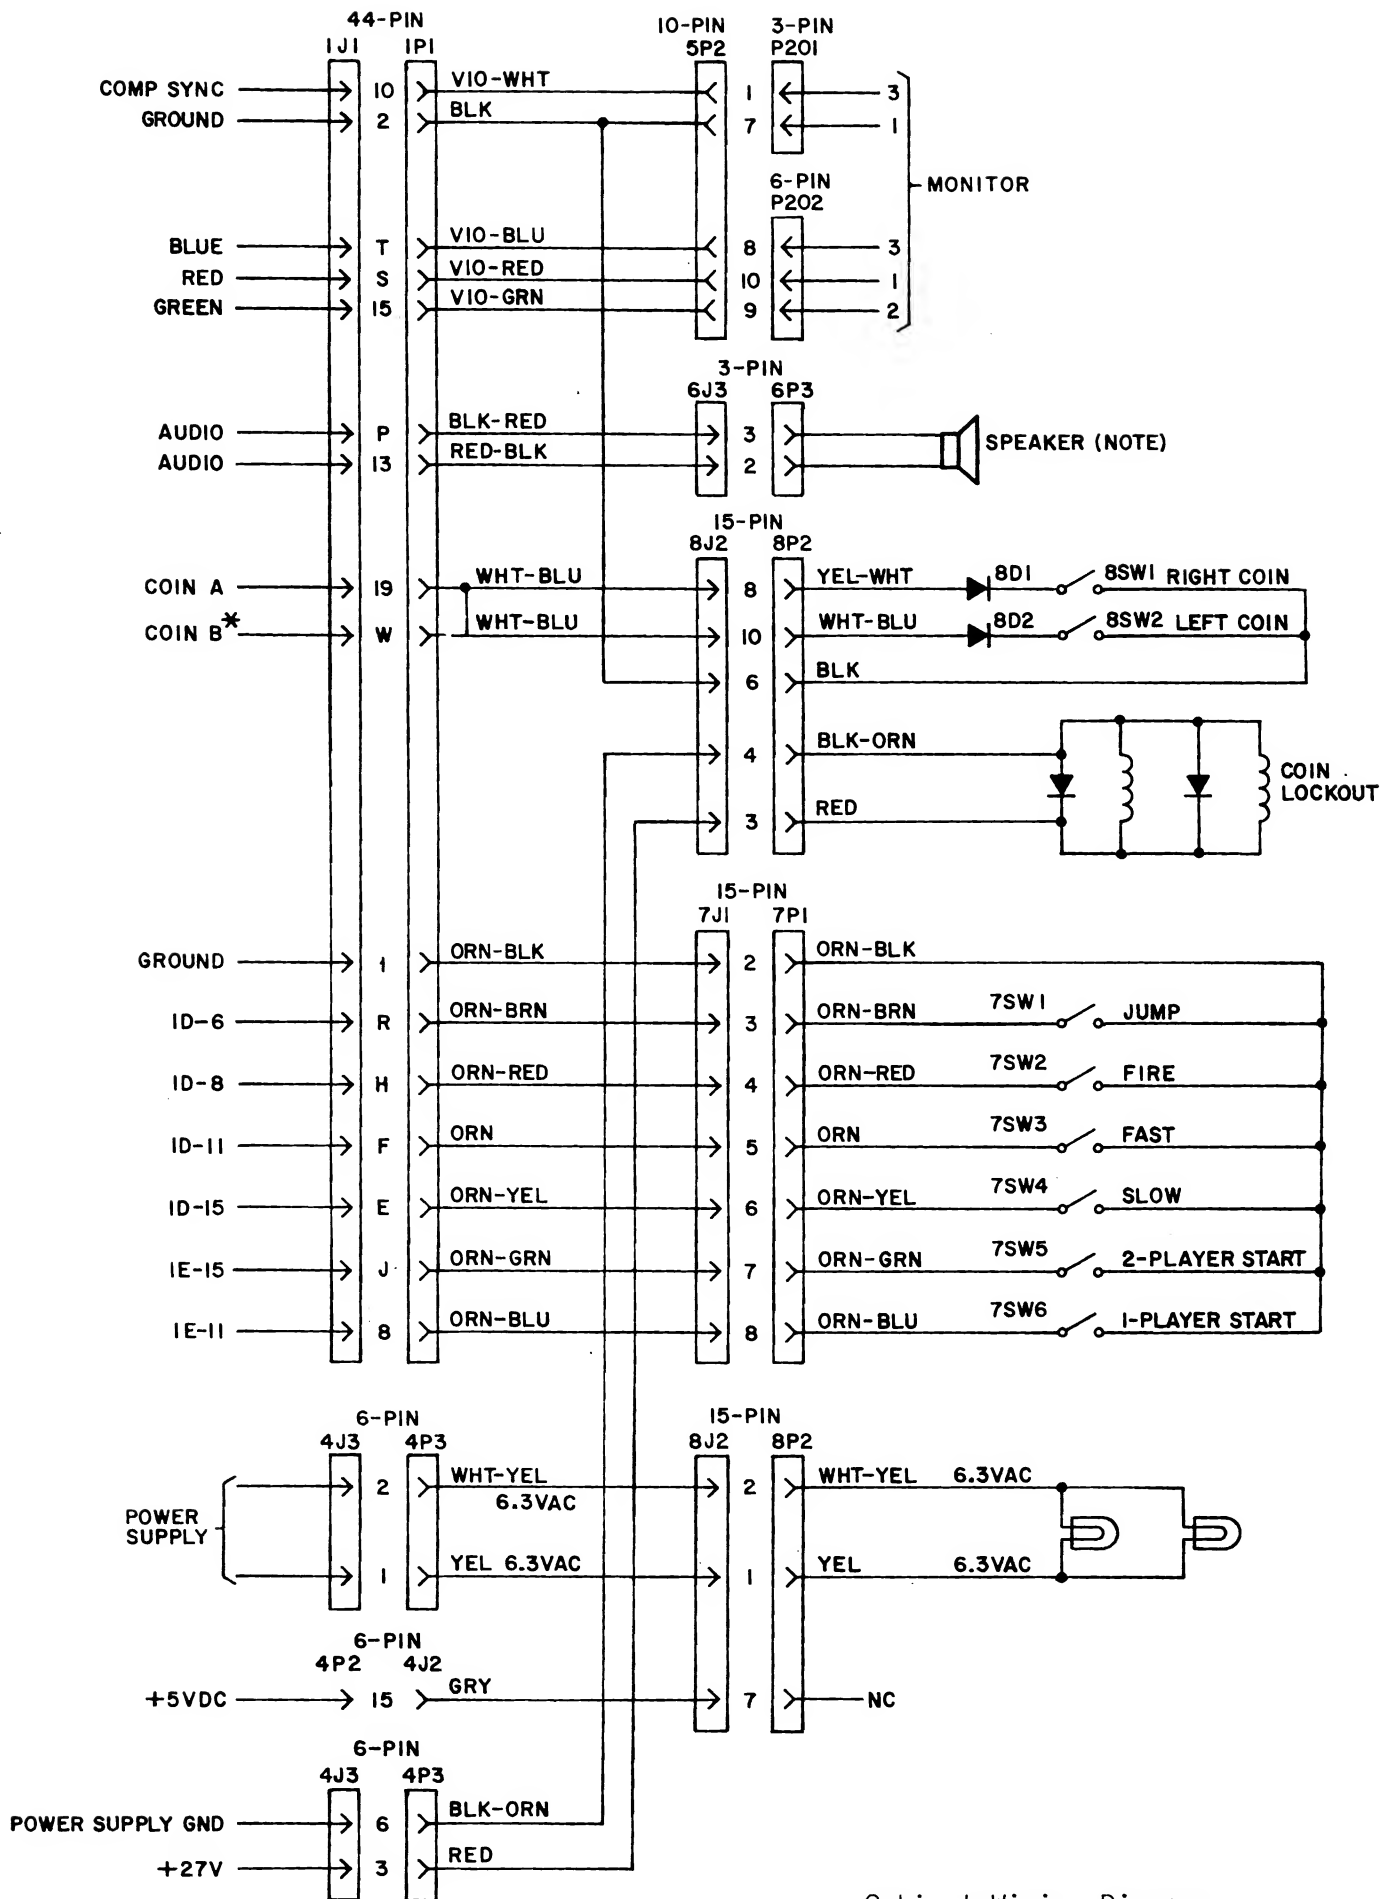 44-PIN
1J1 1P1
10-PIN 3-PIN
5P2 P201
COMP SYNC 10 VIO-WHT 1 3
GROUND 2 BLK 7 1
6-PIN
P202
MONITOR
BLUE T VIO-BLU 8 3
RED S VIO-RED 10 1
GREEN 15 VIO-GRN 9 2
3-PIN
6J3 6P3
AUDIO P BLK-RED 3
AUDIO 13 RED-BLK 2
SPEAKER (NOTE)
15-PIN
8J2 8P2
COIN A 19 WHT-BLU 8 YEL-WHT 8D1 8SW1 RIGHT COIN
COIN B* W WHT-BLU 10 WHT-BLU 8D2 8SW2 LEFT COIN
6 BLK
4 BLK-ORN
3 RED
COIN
LOCKOUT
15-PIN
7J1 7P1
GROUND 1 ORN-BLK 2 ORN-BLK
1D-6 R ORN-BRN 3 ORN-BRN 7SW1 JUMP
1D-8 H ORN-RED 4 ORN-RED 7SW2 FIRE
1D-11 F ORN 5 ORN 7SW3 FAST
1D-15 E ORN-YEL 6 ORN-YEL 7SW4 SLOW
1E-15 J ORN-GRN 7 ORN-GRN 7SW5 2-PLAYER START
1E-11 8 ORN-BLU 8 ORN-BLU 7SW6 1-PLAYER START
6-PIN 15-PIN
4J3 4P3 8J2 8P2
2 WHT-YEL 6.3VAC 2 WHT-YEL 6.3VAC
POWER
SUPPLY
1 YEL 6.3VAC 1 YEL 6.3VAC
6-PIN
4P2 4J2
+5VDC 15 GRY 7 NC
6-PIN
4J3 4P3
POWER SUPPLY GND 6 BLK-ORN
+27V 3 RED